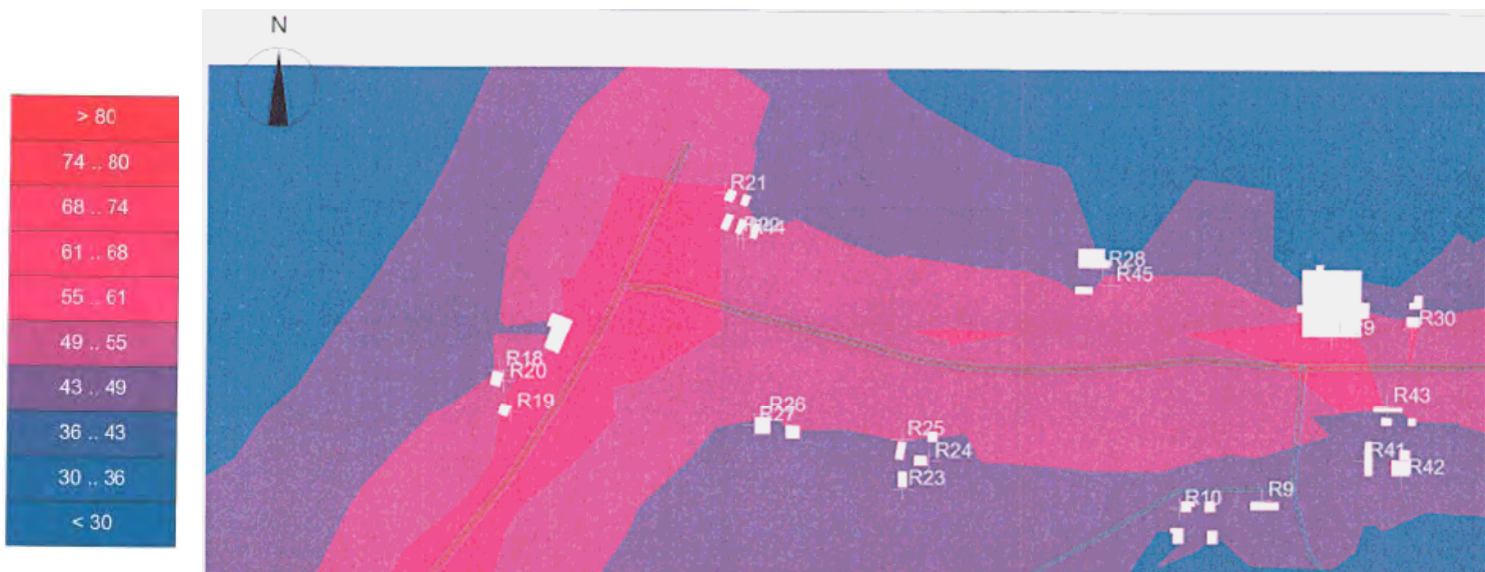 N
> 80
74 .. 80
68 .. 74
61 .. 68
55 .. 61
49 .. 55
43 .. 49
36 .. 43
30 .. 36
< 30
R21
R28
R45
R30
R18
R20
R19
R26
R27
R25
R24
R23
R43
R41
R42
R10
R9